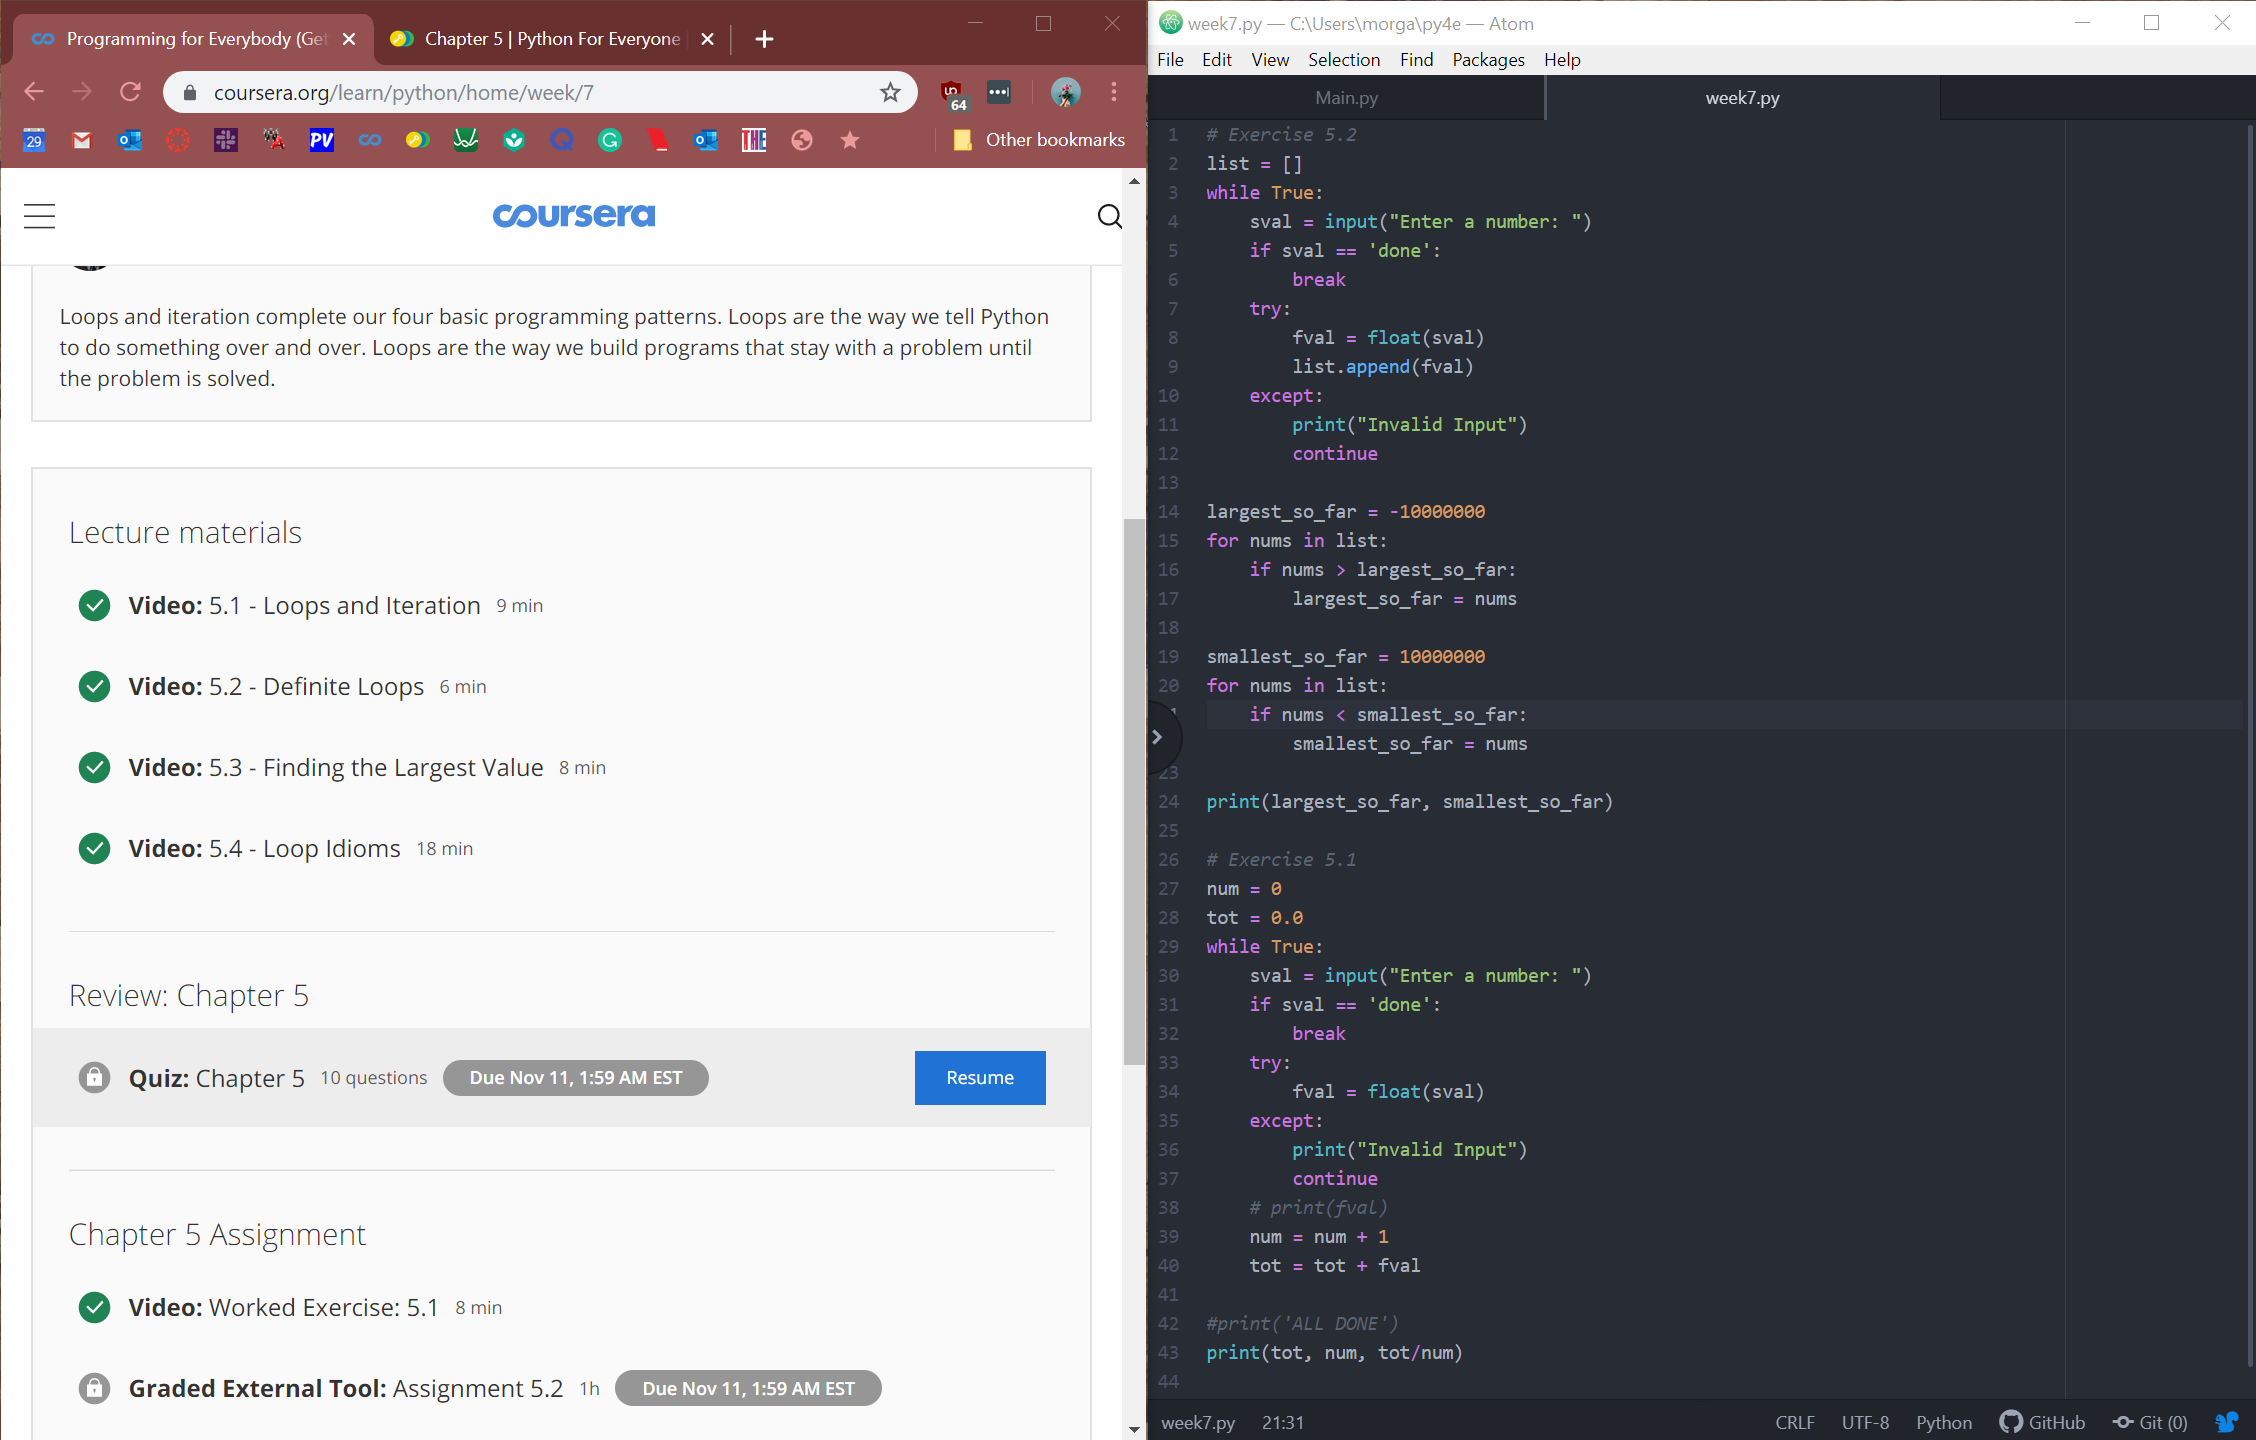 Programming for Everybody (Get
Chapter 5 | Python For Everyone
coursera.org/learn/python/home/week/7
64
29
PV
THE
Other bookmarks
coursera
Loops and iteration complete our four basic programming patterns. Loops are the way we tell Python
to do something over and over. Loops are the way we build programs that stay with a problem until
the problem is solved.
Lecture materials
Video: 5.1 - Loops and Iteration 9 min
Video: 5.2 - Definite Loops 6 min
Video: 5.3 - Finding the Largest Value 8 min
Video: 5.4 - Loop Idioms 18 min
Review: Chapter 5
Quiz: Chapter 5 10 questions Due Nov 11, 1:59 AM EST Resume
Chapter 5 Assignment
Video: Worked Exercise: 5.1 8 min
Graded External Tool: Assignment 5.2 1h Due Nov 11, 1:59 AM EST
week7.py — C:\Users\morga\py4e — Atom
File Edit View Selection Find Packages Help
Main.py week7.py
1 # Exercise 5.2
2 list = []
3 while True:
4     sval = input("Enter a number: ")
5     if sval == 'done':
6         break
7     try:
8         fval = float(sval)
9         list.append(fval)
10     except:
11         print("Invalid Input")
12         continue
13
14 largest_so_far = -10000000
15 for nums in list:
16     if nums > largest_so_far:
17         largest_so_far = nums
18
19 smallest_so_far = 10000000
20 for nums in list:
    if nums < smallest_so_far:
        smallest_so_far = nums
23
24 print(largest_so_far, smallest_so_far)
25
26 # Exercise 5.1
27 num = 0
28 tot = 0.0
29 while True:
30     sval = input("Enter a number: ")
31     if sval == 'done':
32         break
33     try:
34         fval = float(sval)
35     except:
36         print("Invalid Input")
37         continue
38     # print(fval)
39     num = num + 1
40     tot = tot + fval
41
42 #print('ALL DONE')
43 print(tot, num, tot/num)
44
week7.py 21:31 CRLF UTF-8 Python GitHub Git (0)